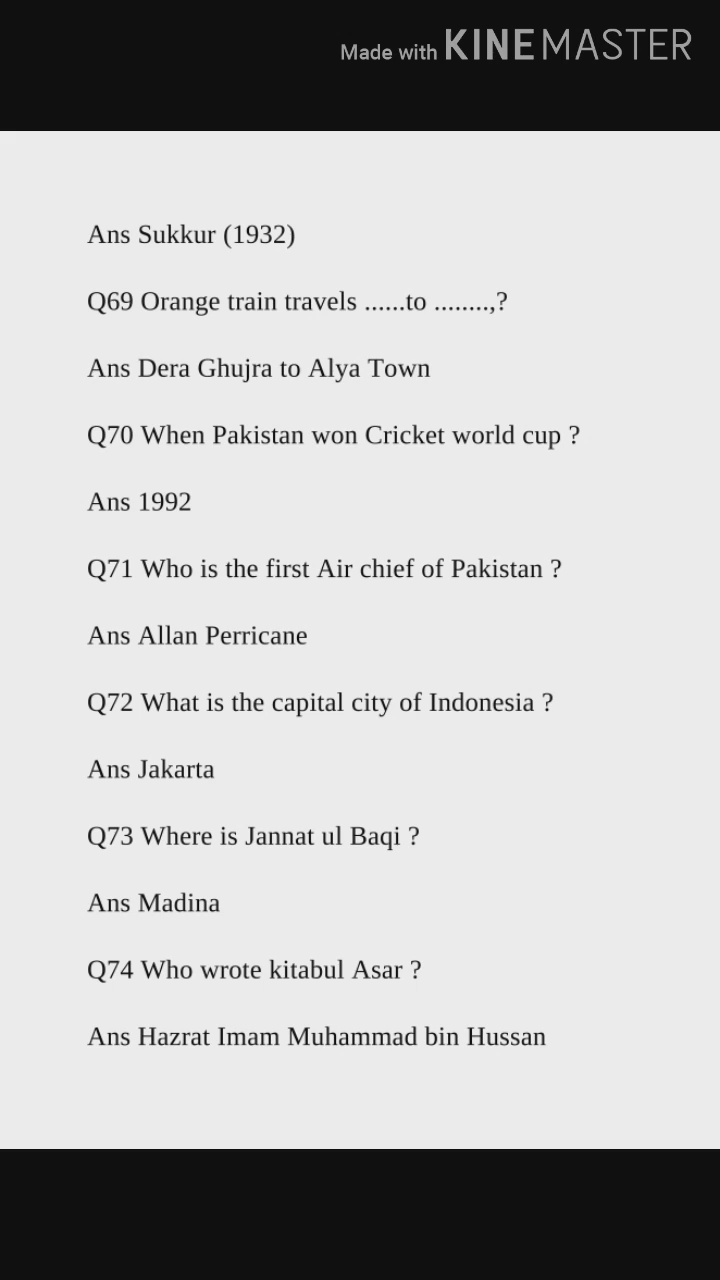 Made with KINEMASTER
Ans Sukkur (1932)
Q69 Orange train travels ......to ........,?
Ans Dera Ghujra to Alya Town
Q70 When Pakistan won Cricket world cup ?
Ans 1992
Q71 Who is the first Air chief of Pakistan ?
Ans Allan Perricane
Q72 What is the capital city of Indonesia ?
Ans Jakarta
Q73 Where is Jannat ul Baqi ?
Ans Madina
Q74 Who wrote kitabul Asar ?
Ans Hazrat Imam Muhammad bin Hussan